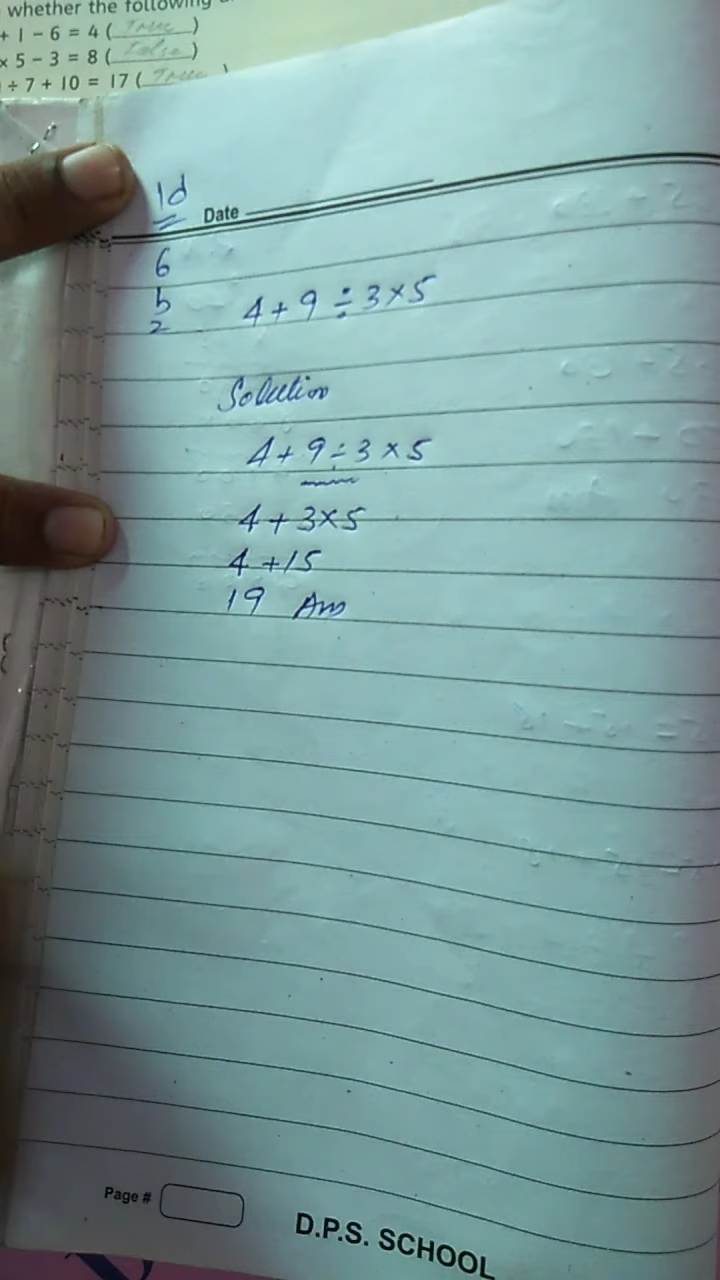 whether the following
+ 1 – 6 = 4 ( True )
× 5 – 3 = 8 ( False )
÷ 7 + 10 = 17 ( True )
1d
Date
6
b
2
4 + 9 ÷ 3 × 5
Solution
4 + 9 ÷ 3 × 5
4 + 3 × 5
4 + 15
19 Ans
Page #
D.P.S. SCHOOL